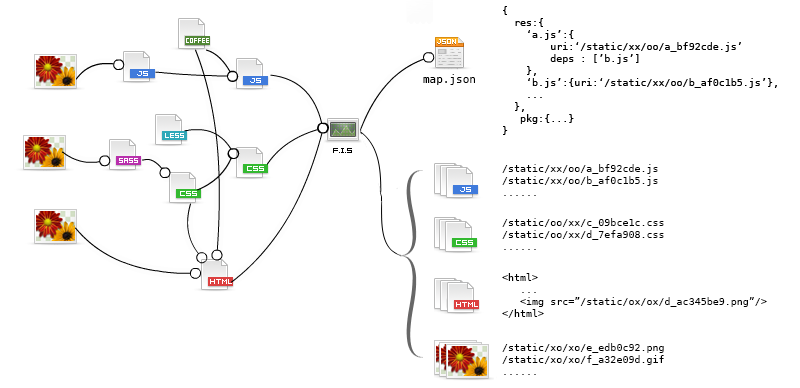 COFFEE
JS
JS
LESS
SASS
CSS
CSS
HTML
F.I.S
JSON
map.json
{
res:{
‘a.js’:{
uri:‘/static/xx/oo/a_bf92cde.js’
deps : [‘b.js’]
},
‘b.js’:{uri:‘/static/xx/oo/b_af0c1b5.js’},
...
},
pkg:{...}
}
JS
/static/xx/oo/a_bf92cde.js
/static/xx/oo/b_af0c1b5.js
......
CSS
/static/xx/oo/c_09bce1c.css
/static/oo/xx/d_7efa908.css
......
HTML
<html>
...
<img src=”/static/ox/ox/d_ac345be9.png”/>
</html>
/static/xo/xo/e_edb0c92.png
/static/xo/xo/f_a32e09d.gif
......